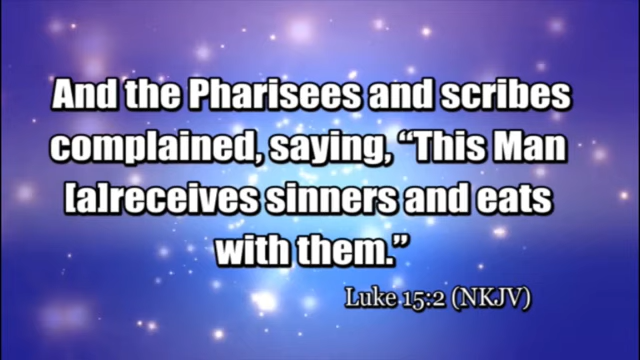 And the Pharisees and scribes
complained, saying, “This Man
[a]receives sinners and eats
with them.”
Luke 15:2 (NKJV)